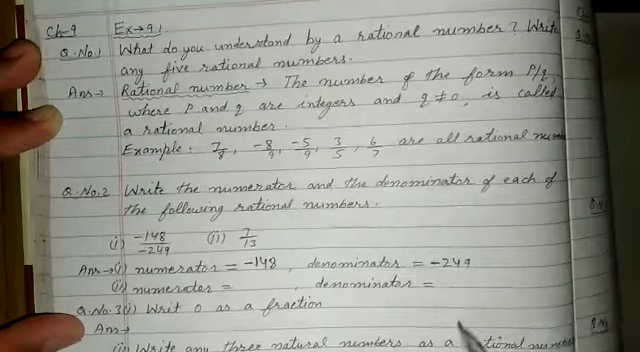 Ch-9 Ex→9.1
Q.No.1 What do you understand by a rational number? Write
any five rational numbers.
Ans→ Rational number → The number of the form P/q,
where P and q are integers and q≠0, is called
a rational number.
Example: 7/8, -8/9, -5/9, 3/5, 6/7 are all rational
Q.No.2 Write the numerator and the denominator of each of
the following rational numbers.
(i) -148/-249 (ii) 7/13
Ans→(i) numerator = -148, denominator = -249
(ii) numerator = , denominator =
Q.No.3(i) Writ 0 as a fraction
Ans→
(ii) Write any three natural numbers as a